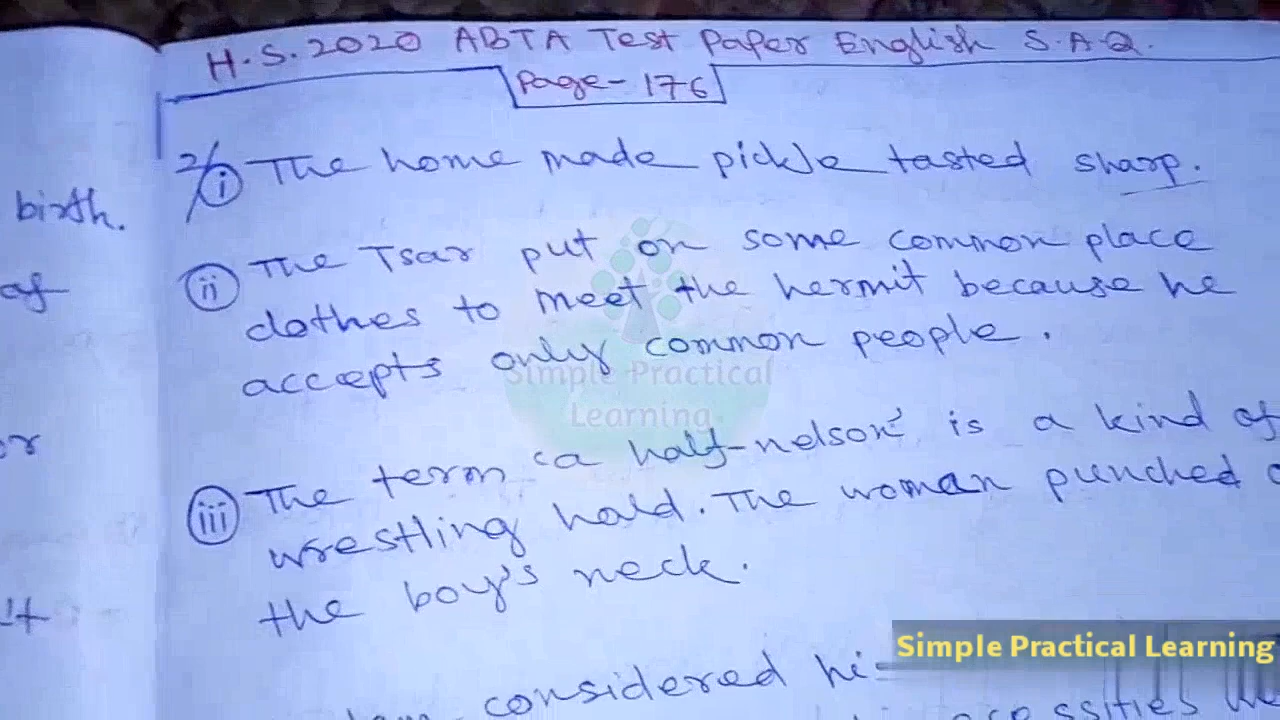 H.S.2020 ABTA Test Paper English S.A.Q.
Page-176
birth.
of
or
it
2/ i The home made pickle tasted sharp.
ii The Tsar put on some common place
clothes to meet the hermit because he
accepts only common people.
iii The term 'a half-nelson' is a kind of
wrestling hold. The woman punched
the boy's neck.
considered
Simple Practical
Learning
Simple Practical Learning